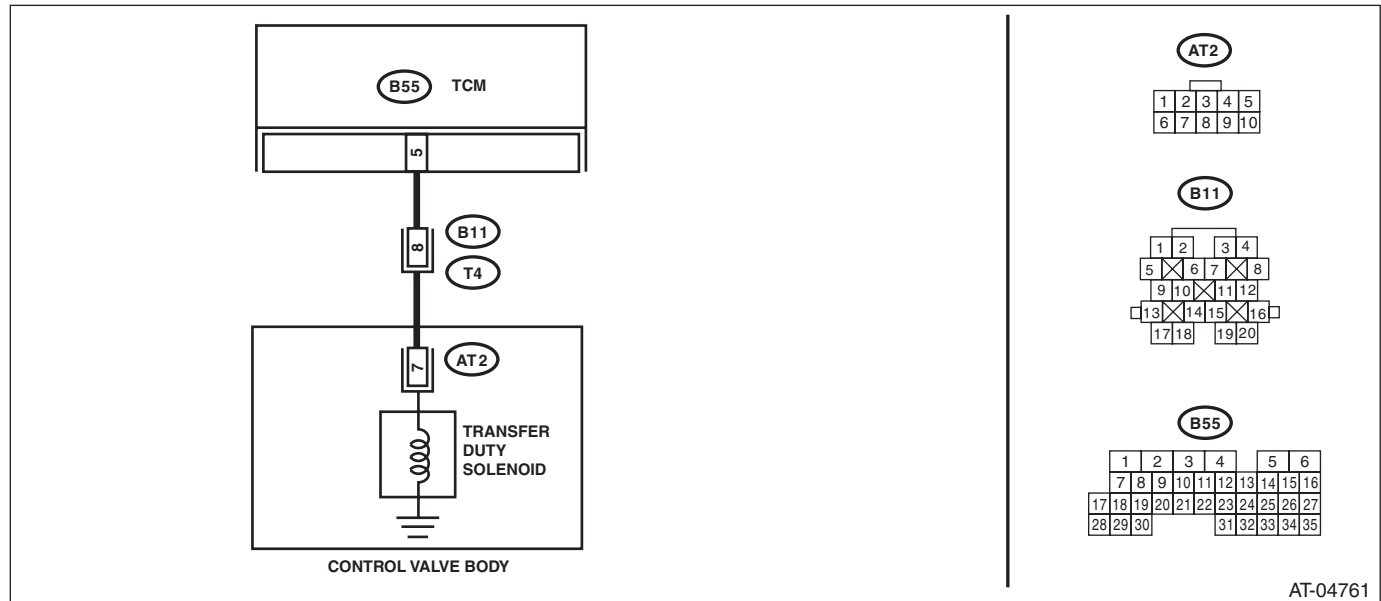 B55 TCM
5
8
B11
T4
7
AT2
TRANSFER
DUTY
SOLENOID
CONTROL VALVE BODY
AT2
1 2 3 4 5
6 7 8 9 10
B11
1 2 3 4
5 6 7 8
9 10 11 12
13 14 15 16
17 18 19 20
B55
1 2 3 4 5 6
7 8 9 10 11 12 13 14 15 16
17 18 19 20 21 22 23 24 25 26 27
28 29 30 31 32 33 34 35
AT-04761